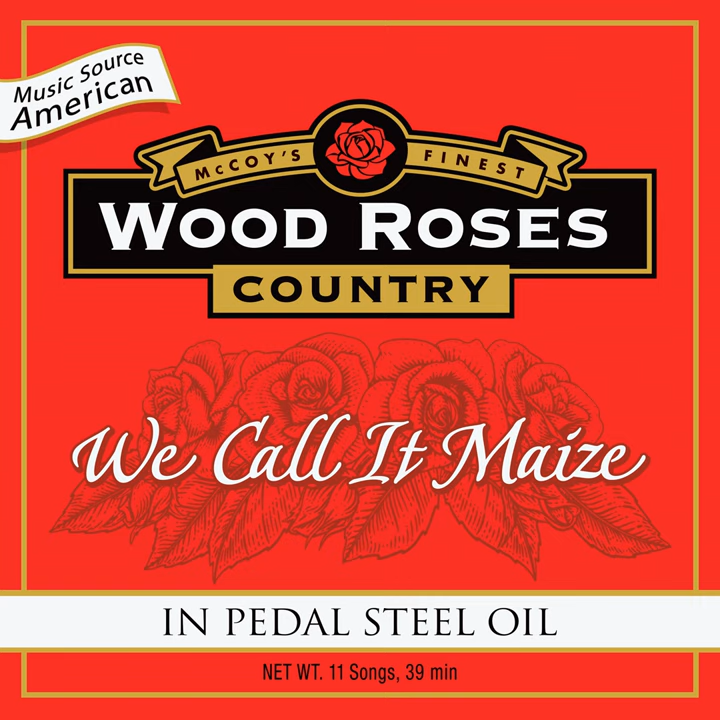 Music Source
American
McCOY'S FINEST
WOOD ROSES
COUNTRY
We Call It Maize
IN PEDAL STEEL OIL
NET WT. 11 Songs, 39 min